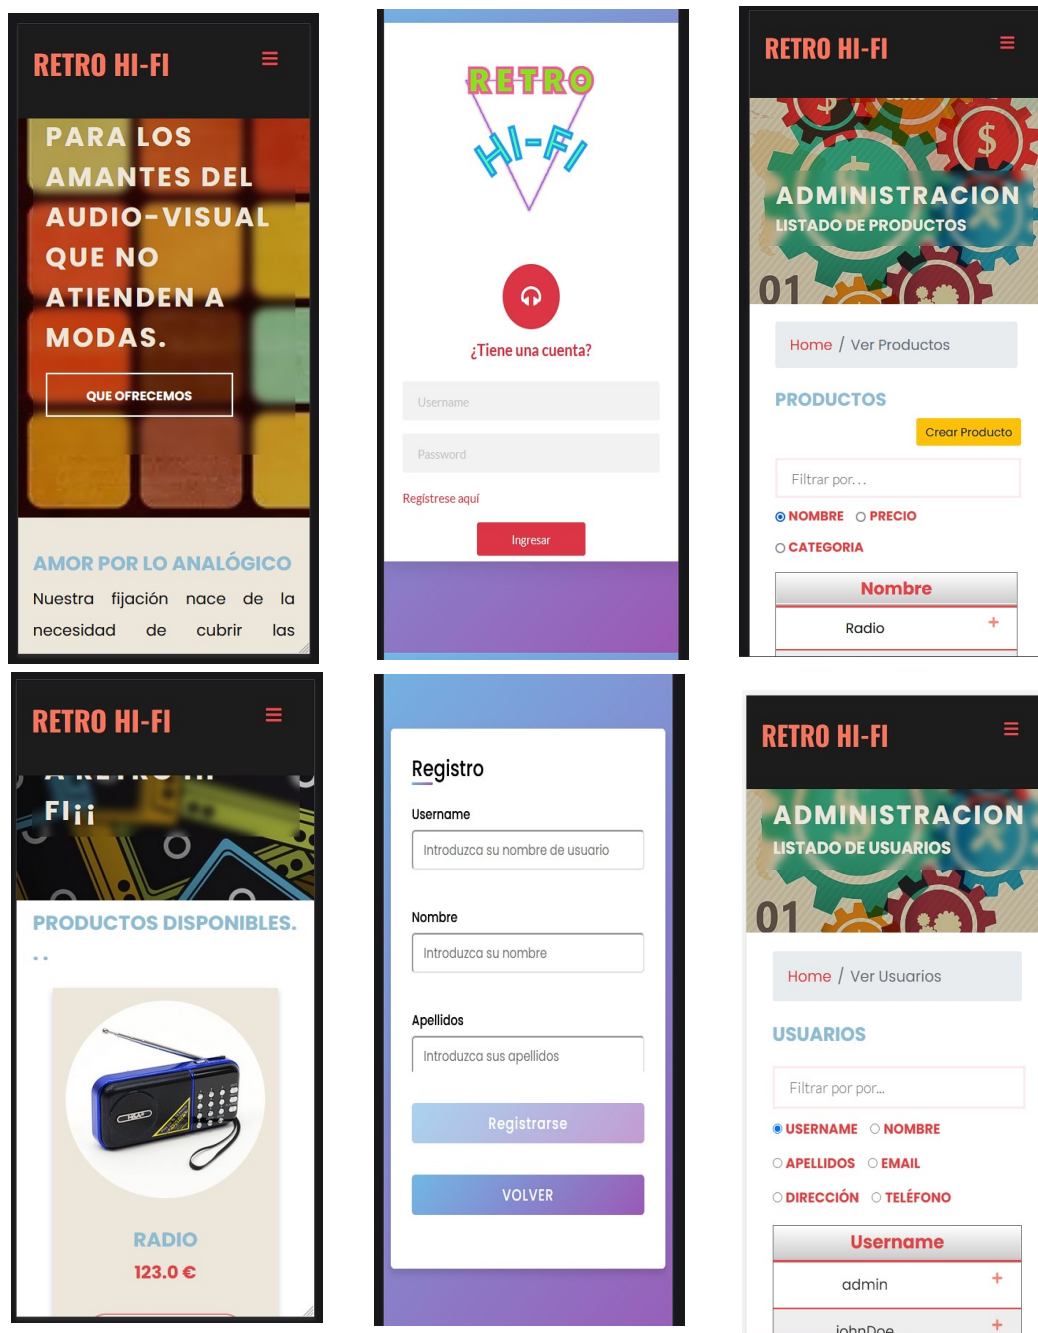 RETRO HI-FI
PARA LOS
AMANTES DEL
AUDIO-VISUAL
QUE NO
ATIENDEN A
MODAS.
QUE OFRECEMOS
AMOR POR LO ANALÓGICO
Nuestra fijación nace de la
necesidad de cubrir las
RETRO
HI-FI
¿Tiene una cuenta?
Username
Password
Regístrese aquí
Ingresar
RETRO HI-FI
$
$
ADMINISTRACION
LISTADO DE PRODUCTOS
01
Home / Ver Productos
PRODUCTOS
Crear Producto
Filtrar por...
NOMBRE PRECIO
CATEGORIA
Nombre
Radio +
RETRO HI-FI
A RETRO HI
FI¡¡
PRODUCTOS DISPONIBLES.
. .
RADIO
123.0 €
Registro
Username
Introduzca su nombre de usuario
Nombre
Introduzca su nombre
Apellidos
Introduzca sus apellidos
Registrarse
VOLVER
RETRO HI-FI
ADMINISTRACION
LISTADO DE USUARIOS
01
Home / Ver Usuarios
USUARIOS
Filtrar por por...
USERNAME NOMBRE
APELLIDOS EMAIL
DIRECCIÓN TELÉFONO
Username
admin +
johnDoe +